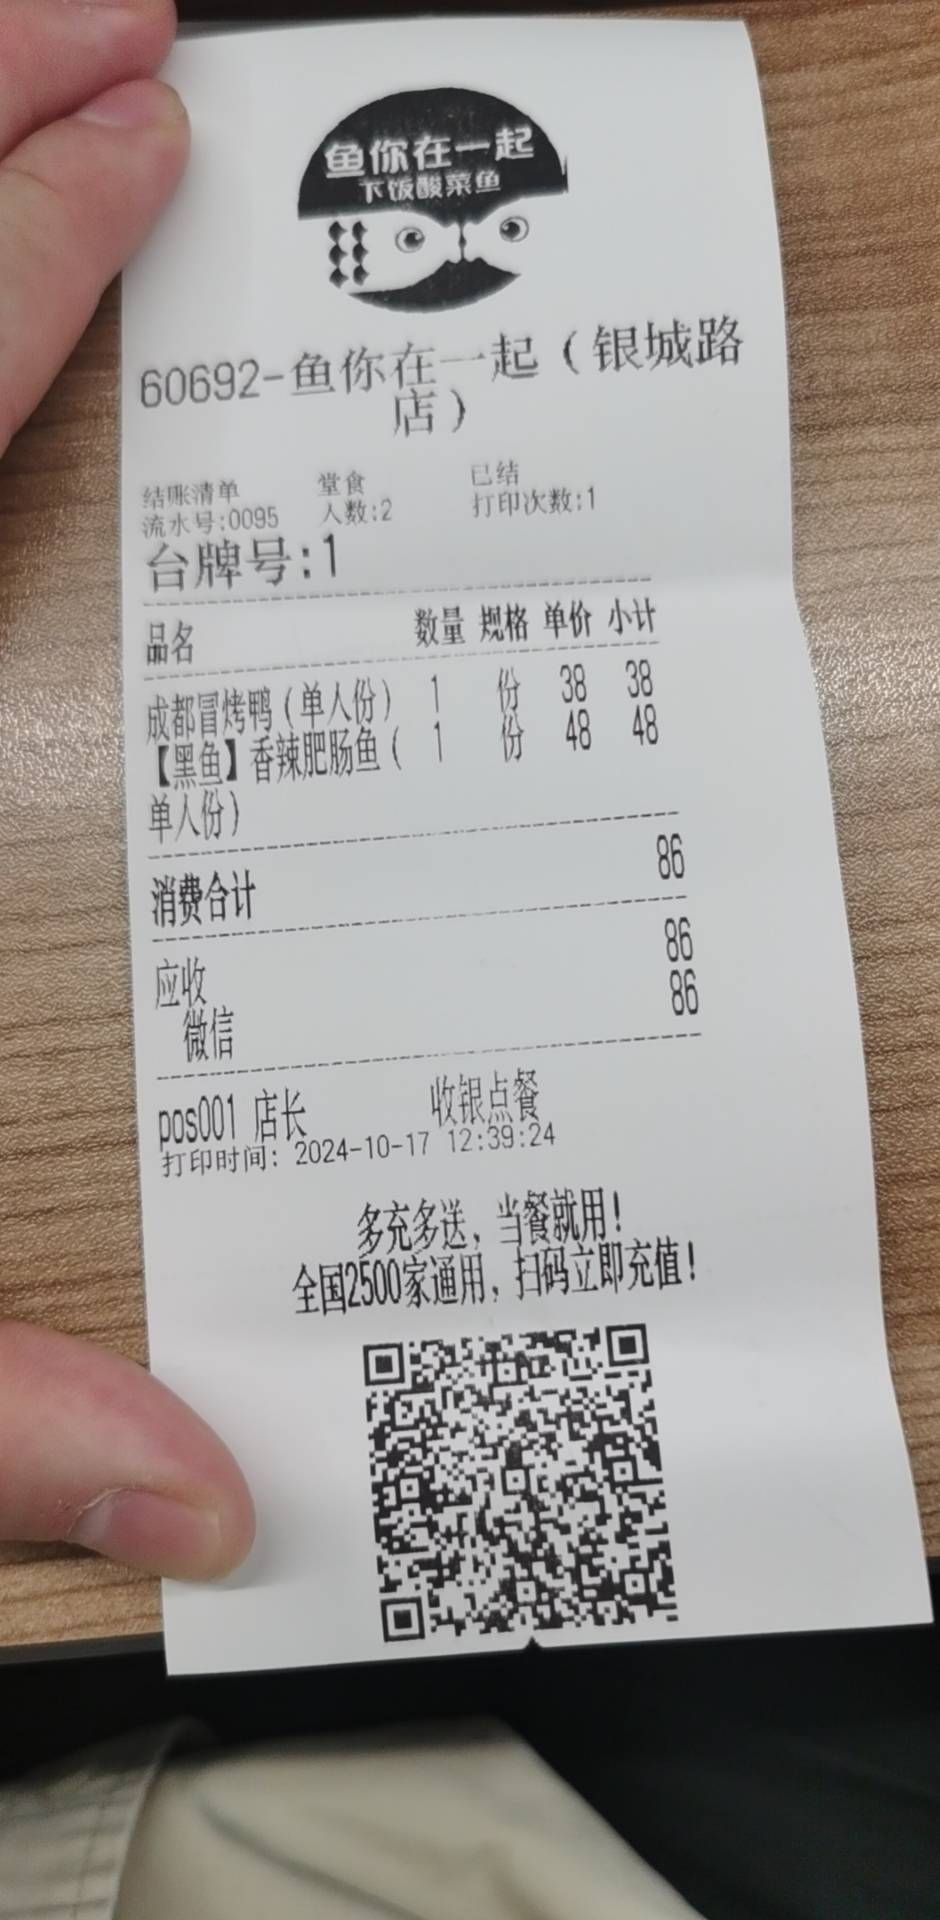 鱼你在一起
下饭酸菜鱼
60692-鱼你在一起（银城路
店）
结账清单 堂食 已结
流水号:0095 人数:2 打印次数:1
台牌号:1
品名 数量 规格 单价 小计
成都冒烤鸭（单人份） 1 份 38 38
【黑鱼】香辣肥肠鱼（ 1 份 48 48
单人份）
消费合计 86
应收 86
微信 86
pos001 店长 收银点餐
打印时间: 2024-10-17 12:39:24
多充多送，当餐就用！
全国2500家通用，扫码立即充值！